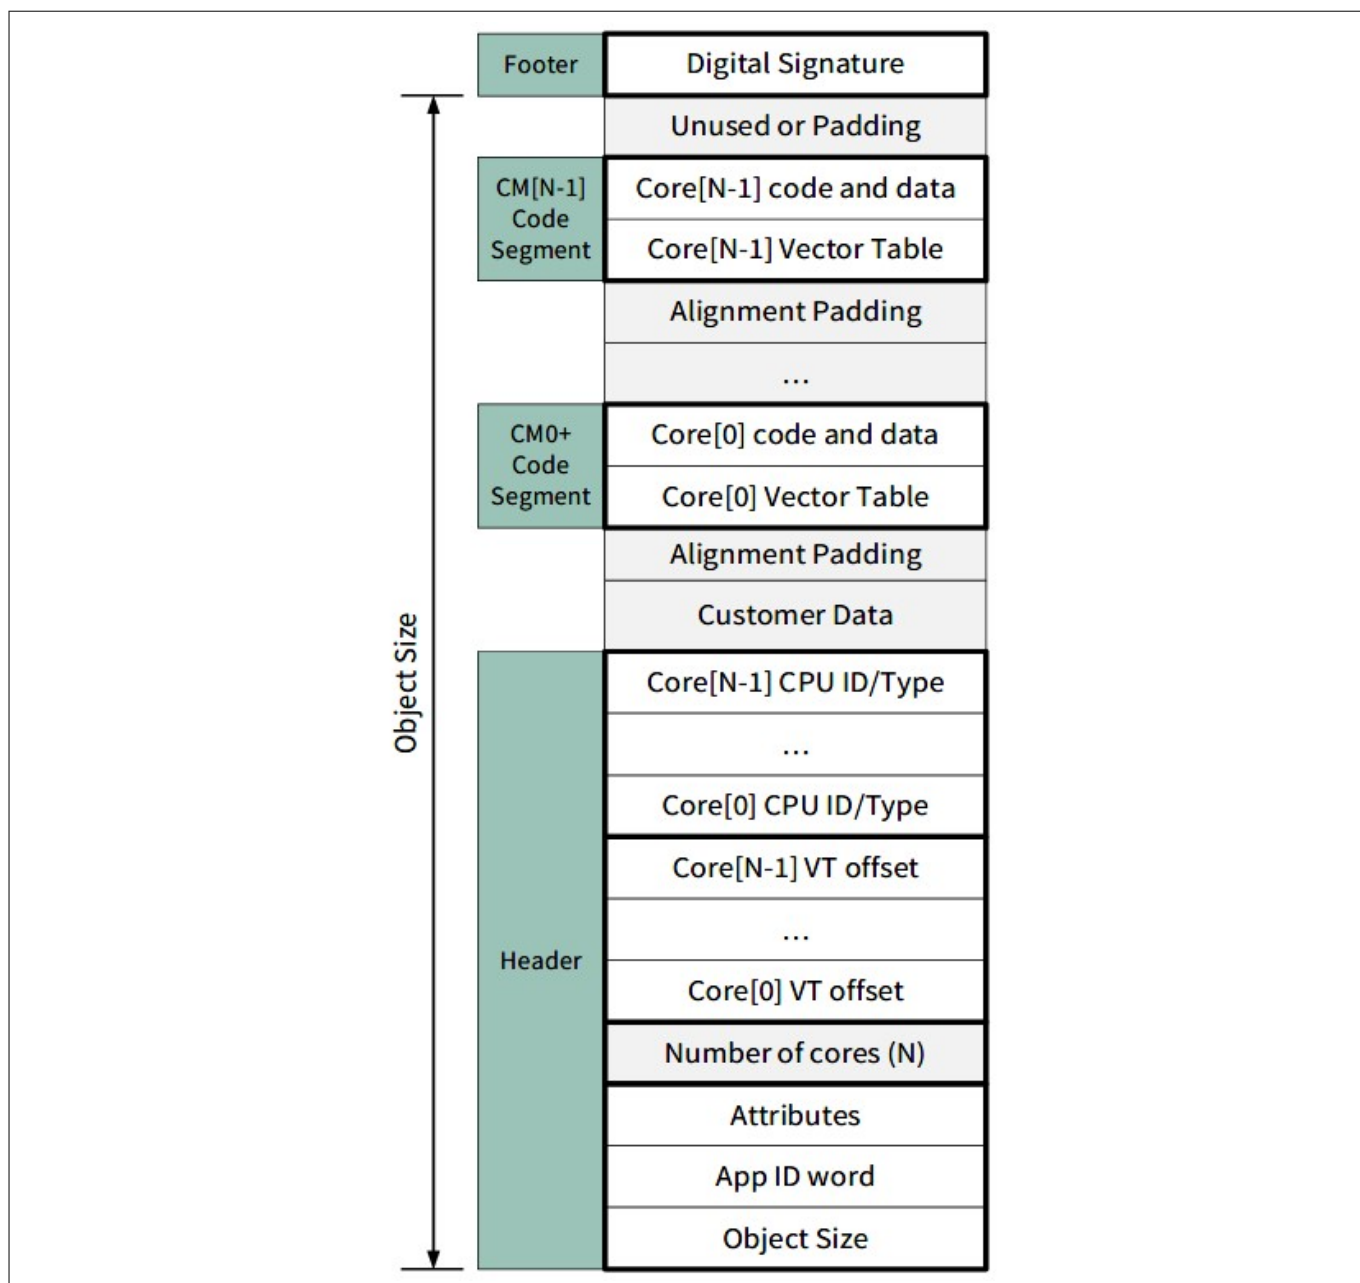 Footer
Digital Signature
Unused or Padding
CM[N-1]
Code
Segment
Core[N-1] code and data
Core[N-1] Vector Table
Alignment Padding
...
CM0+
Code
Segment
Core[0] code and data
Core[0] Vector Table
Alignment Padding
Customer Data
Object Size
Header
Core[N-1] CPU ID/Type
...
Core[0] CPU ID/Type
Core[N-1] VT offset
...
Core[0] VT offset
Number of cores (N)
Attributes
App ID word
Object Size